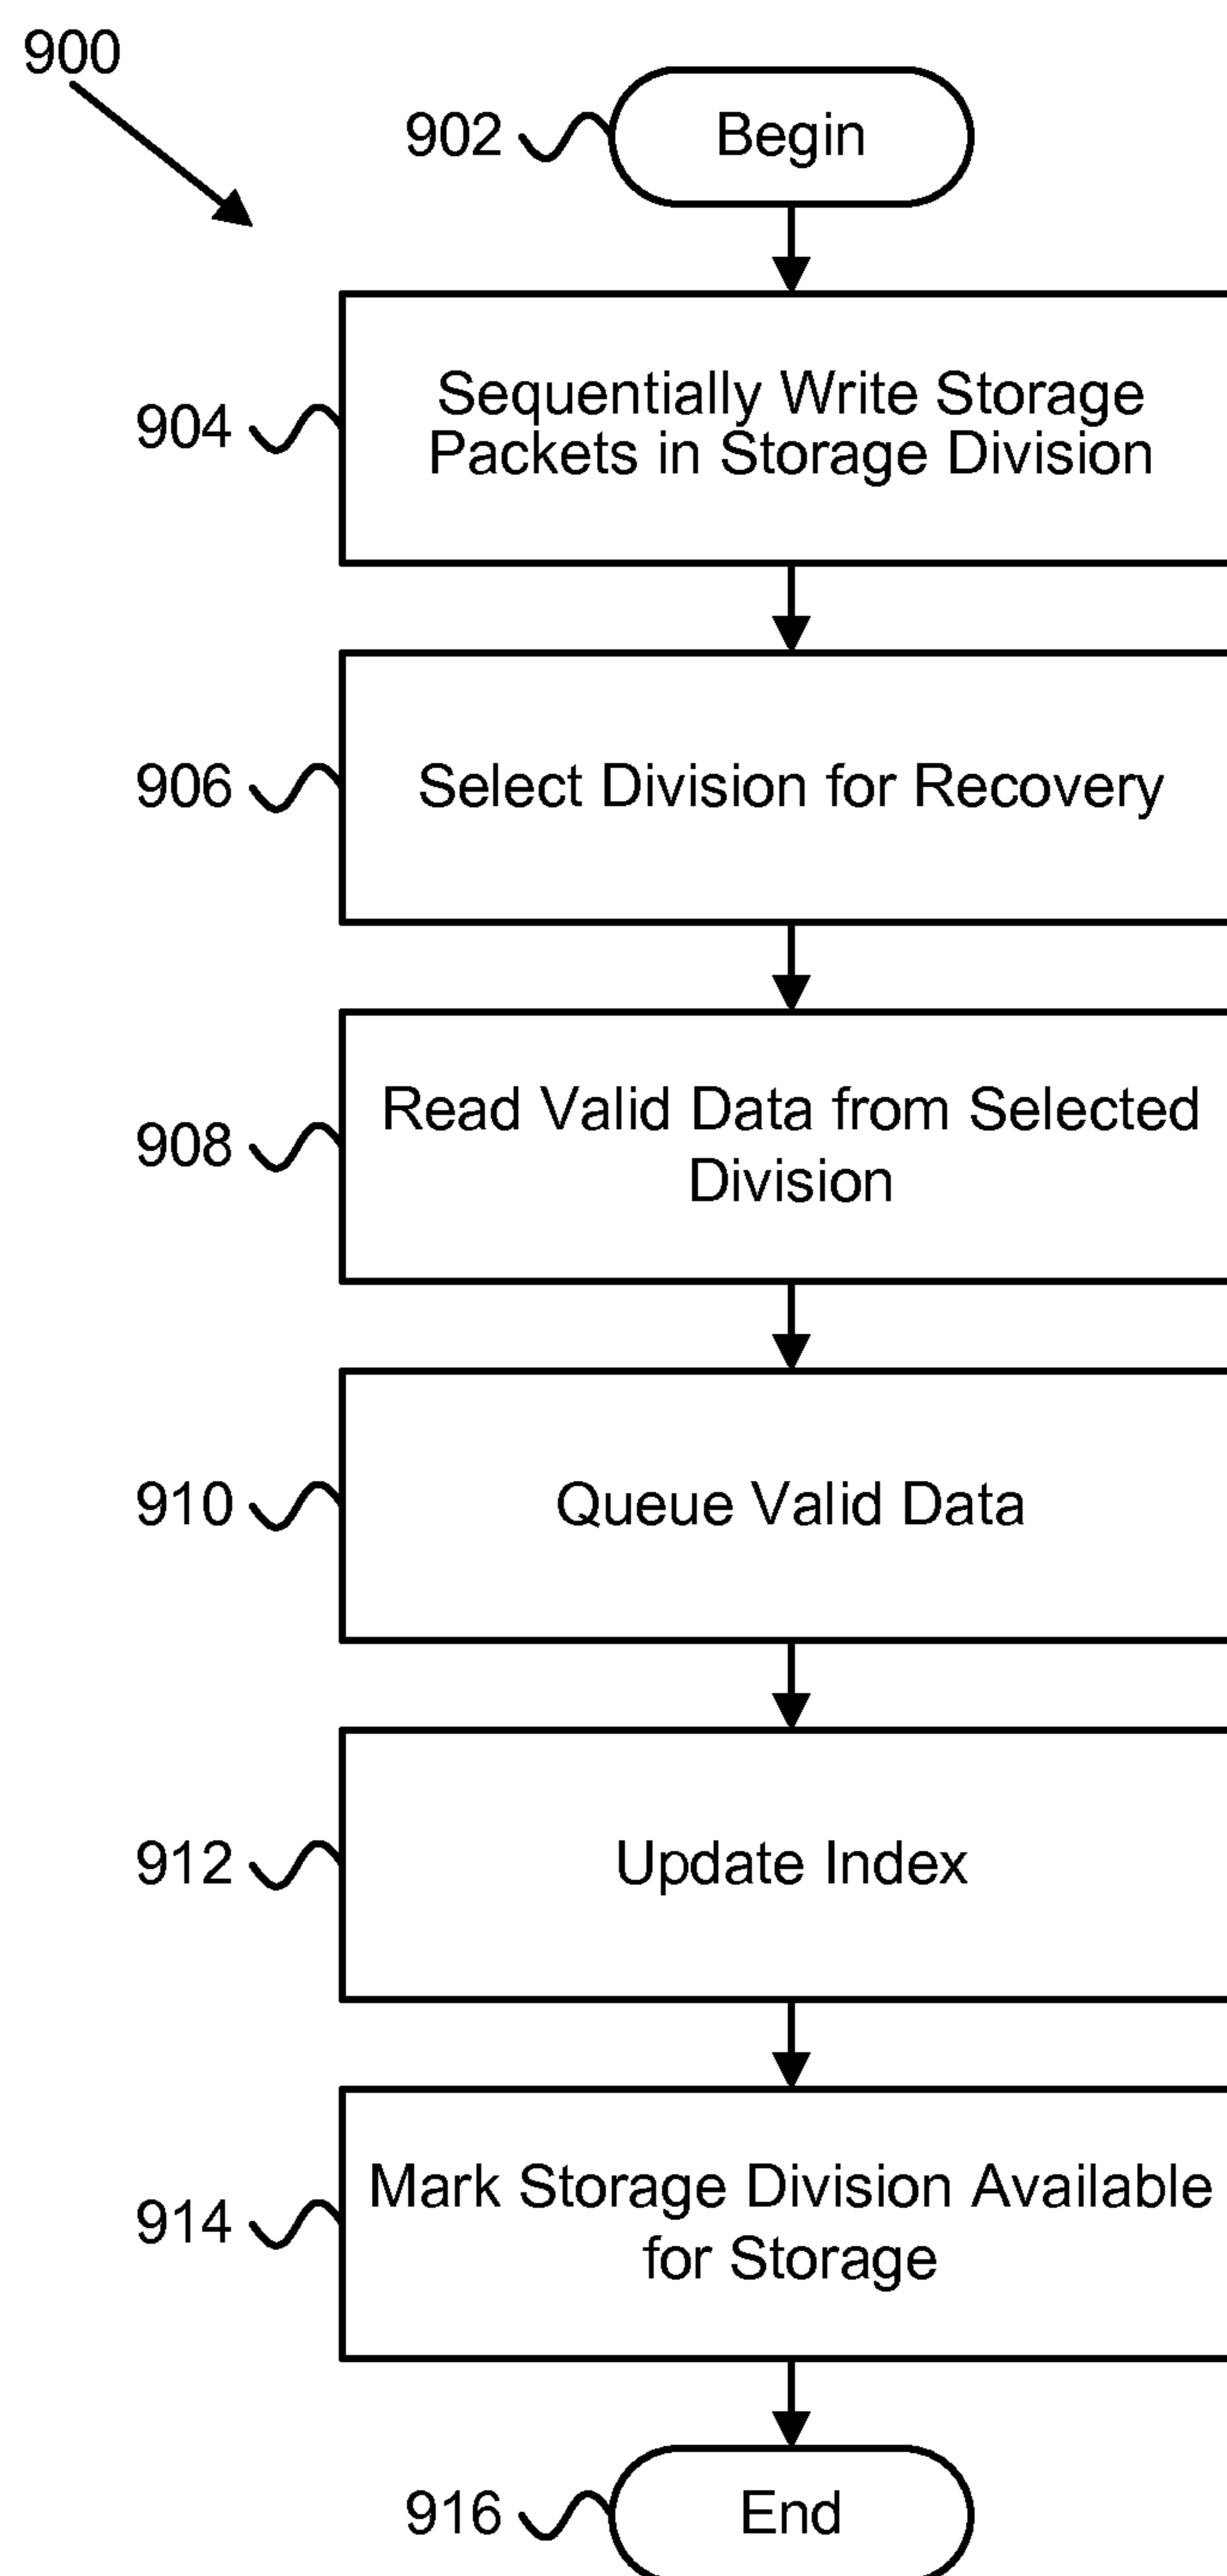 900
902
Begin
904
Sequentially Write Storage
Packets in Storage Division
906
Select Division for Recovery
908
Read Valid Data from Selected
Division
910
Queue Valid Data
912
Update Index
914
Mark Storage Division Available
for Storage
916
End